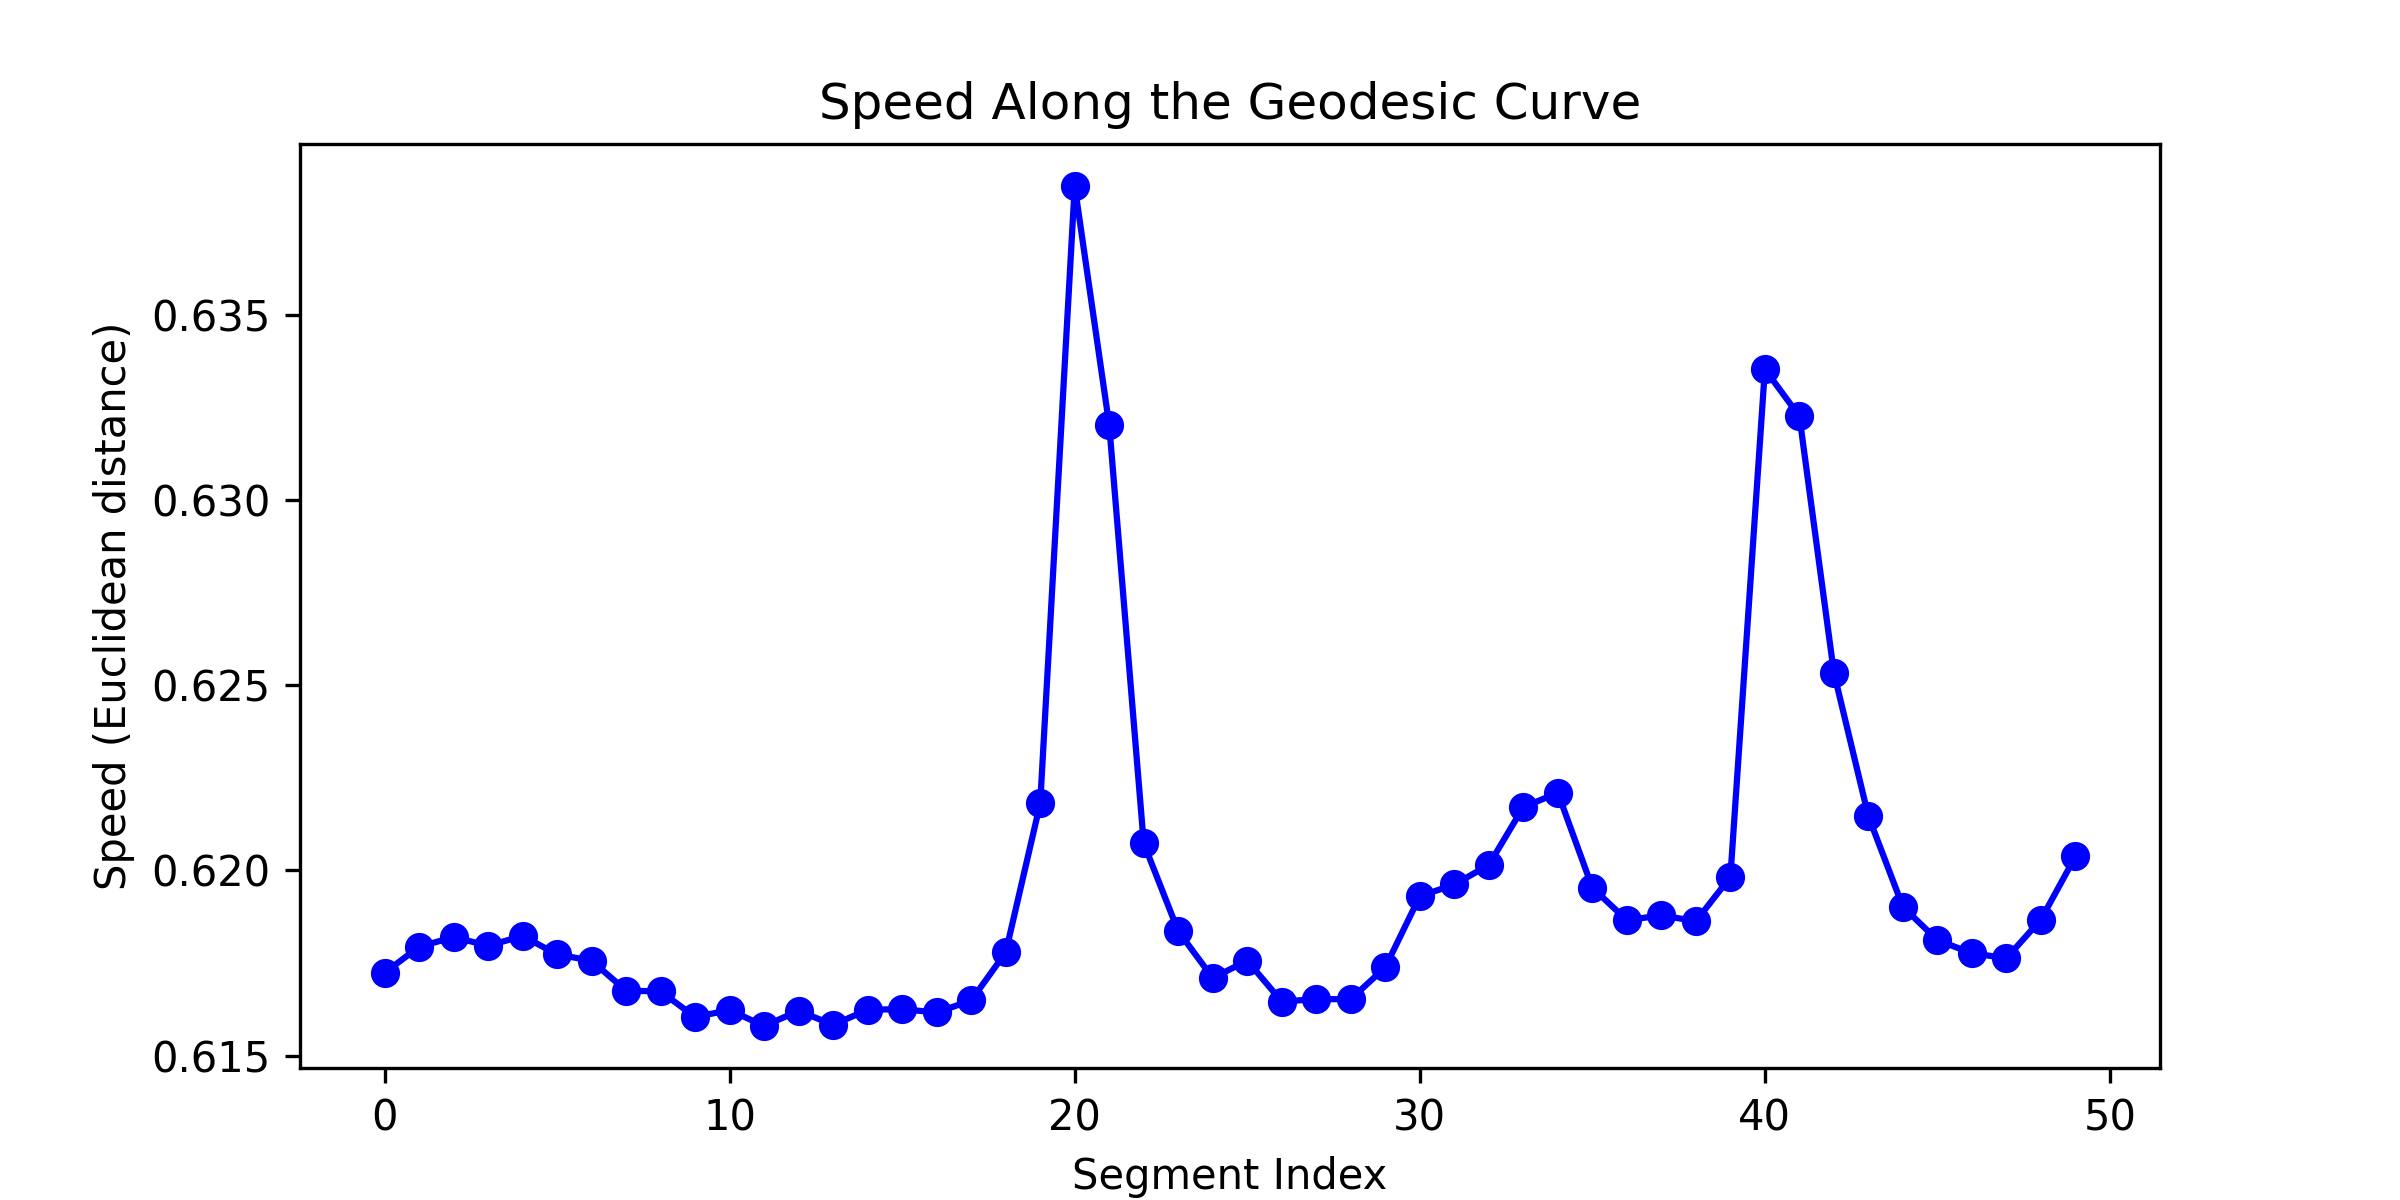 Speed Along the Geodesic Curve
Speed (Euclidean distance)
0.635
0.630
0.625
0.620
0.615
0 10 20 30 40 50
Segment Index